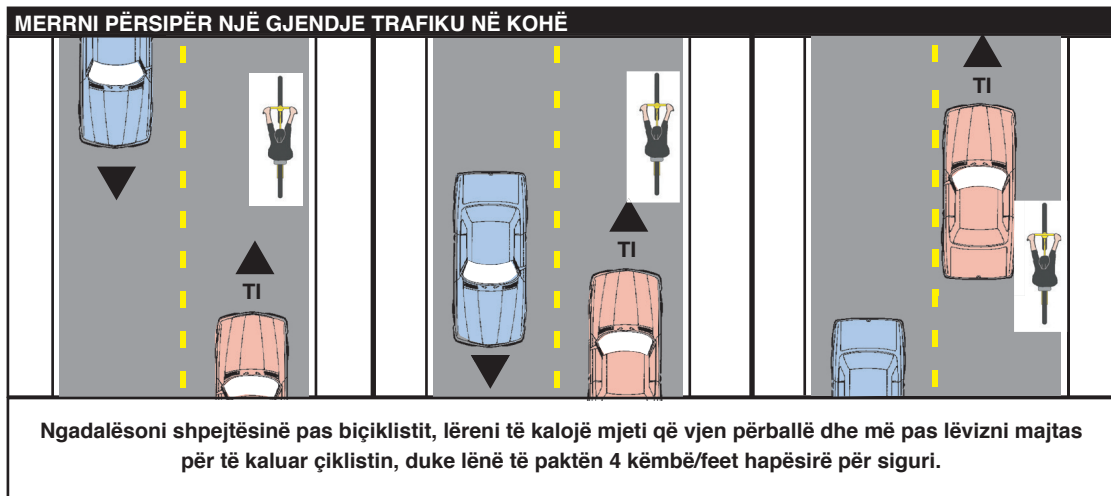 MERRNI PËRSIPËR NJË GJENDJE TRAFIKU NË KOHË
TI
TI
TI
Ngadalësoni shpejtësinë pas biçiklistit, lëreni të kalojë mjeti që vjen përballë dhe më pas lëvizni majtas
për të kaluar çiklistin, duke lënë të paktën 4 këmbë/feet hapësirë për siguri.